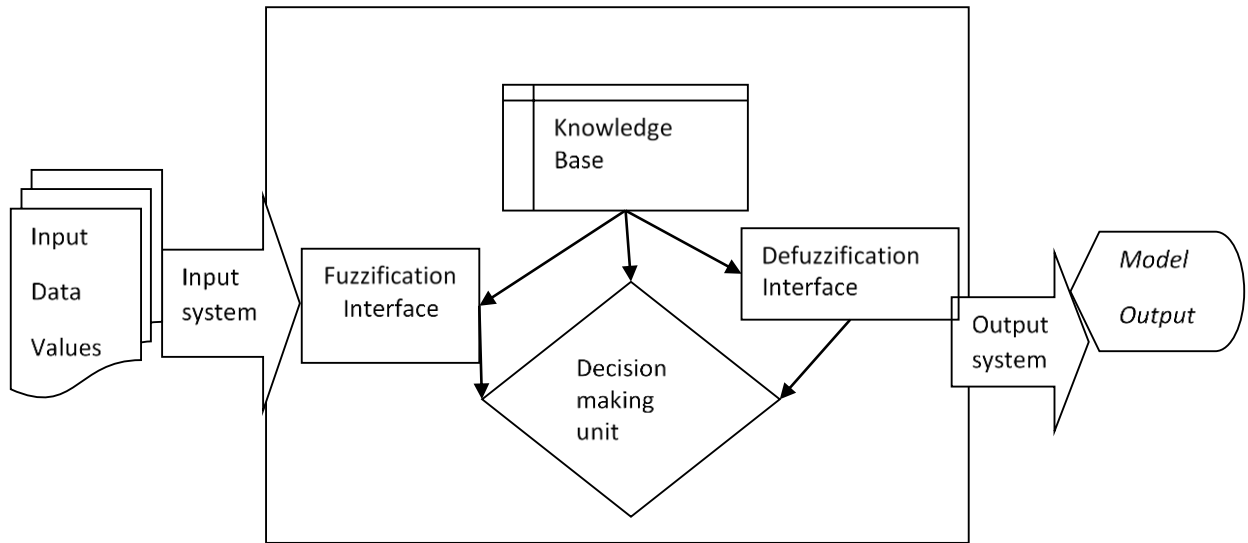 Knowledge
Base
Input
Data
Values
Input
system
Fuzzification
Interface
Decision
making
unit
Defuzzification
Interface
Output
system
Model
Output